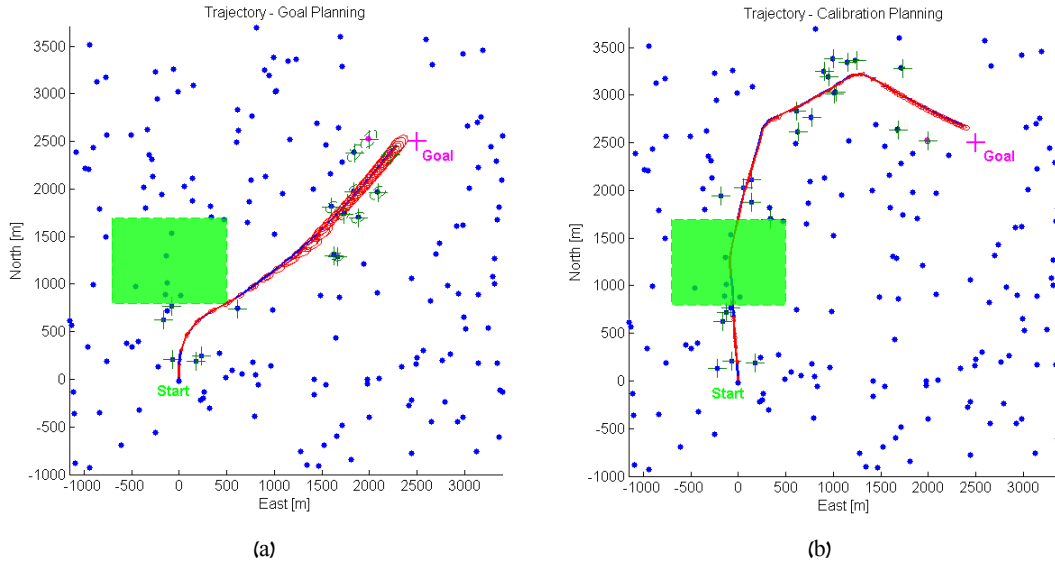 Trajectory - Goal Planning
3500
3000
2500
2000
1500
1000
500
0
-500
-1000
North [m]
Goal
Start
-1000 -500 0 500 1000 1500 2000 2500 3000
East [m]
(a)
Trajectory - Calibration Planning
3500
3000
2500
2000
1500
1000
500
0
-500
-1000
North [m]
Goal
Start
-1000 -500 0 500 1000 1500 2000 2500 3000
East [m]
(b)